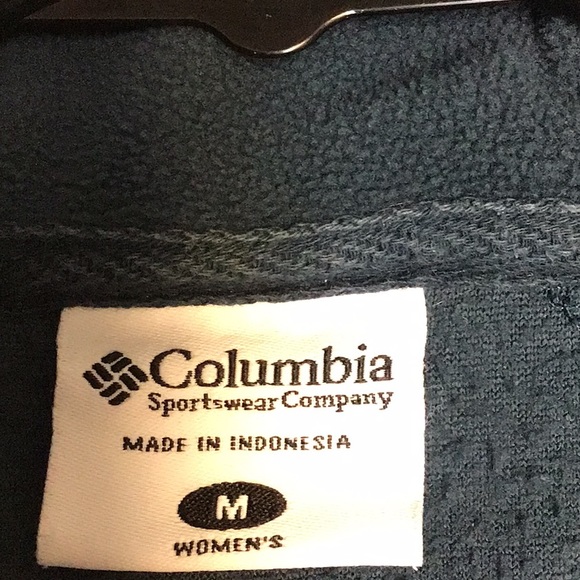 Columbia
Sportswear Company
MADE IN INDONESIA
M
WOMEN'S